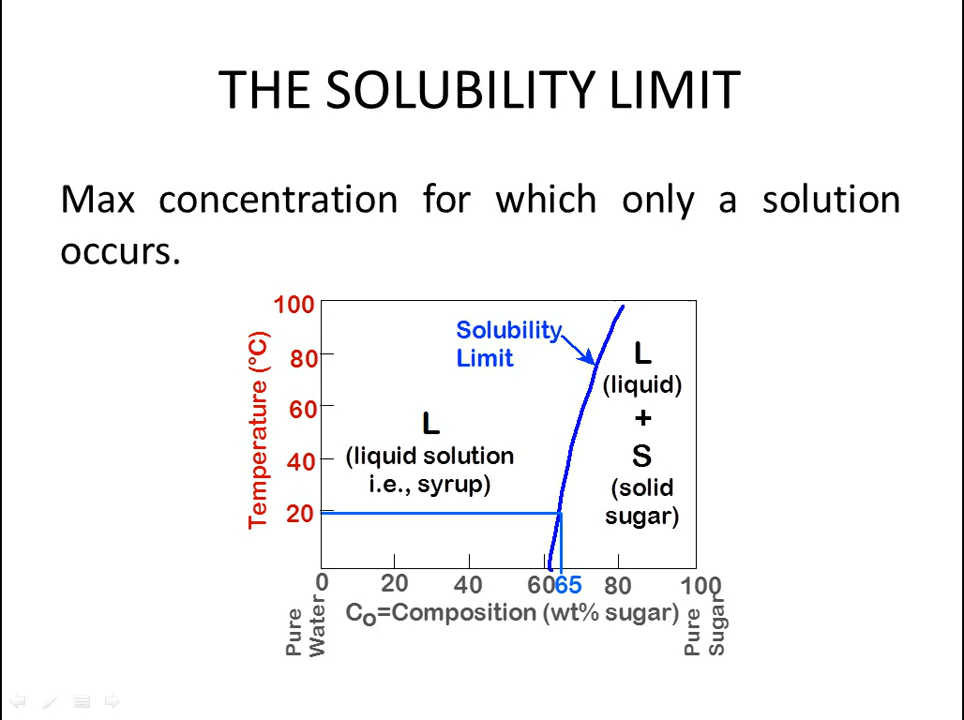 THE SOLUBILITY LIMIT
Max concentration for which only a solution
occurs.
100
80
60
40
20
Temperature (°C)
Solubility
Limit
L
(liquid solution
i.e., syrup)
L
(liquid)
+
S
(solid
sugar)
0 20 40 60 65 80 100
Pure
Water
Co=Composition (wt% sugar)
Pure
Sugar